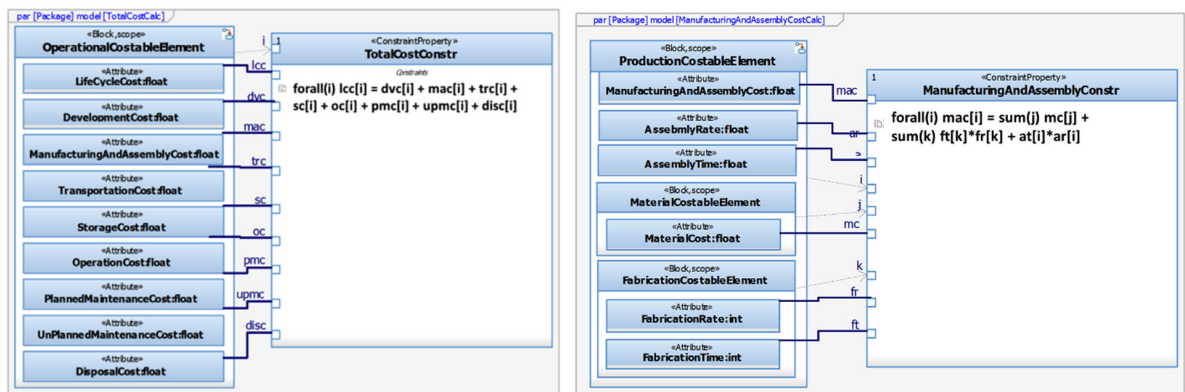 par [Package] model [TotalCostCalc]
«Block,scope»
OperationalCostableElement
«Attribute»
LifeCycleCost:float
«Attribute»
DevelopmentCost:float
«Attribute»
ManufacturingAndAssemblyCost:float
«Attribute»
TransportationCost:float
«Attribute»
StorageCost:float
«Attribute»
OperationCost:float
«Attribute»
PlannedMaintenanceCost:float
«Attribute»
UnPlannedMaintenanceCost:float
«Attribute»
DisposalCost:float
i
lcc
dvc
mac
trc
sc
oc
pmc
upmc
disc
1
«ConstraintProperty»
TotalCostConstr
Constraints
forall(i) lcc[i] = dvc[i] + mac[i] + trc[i] +
sc[i] + oc[i] + pmc[i] + upmc[i] + disc[i]
par [Package] model [ManufacturingAndAssemblyCostCalc]
«Block,scope»
ProductionCostableElement
«Attribute»
ManufacturingAndAssemblyCost:float
«Attribute»
AssebmlyRate:float
«Attribute»
AssemblyTime:float
«Block,scope»
MaterialCostableElement
«Attribute»
MaterialCost:float
«Block,scope»
FabricationCostableElement
«Attribute»
FabricationRate:int
«Attribute»
FabricationTime:int
mac
ar
i
j
mc
k
fr
ft
1
«ConstraintProperty»
ManufacturingAndAssemblyConstr
forall(i) mac[i] = sum(j) mc[j] +
sum(k) ft[k]*fr[k] + at[i]*ar[i]